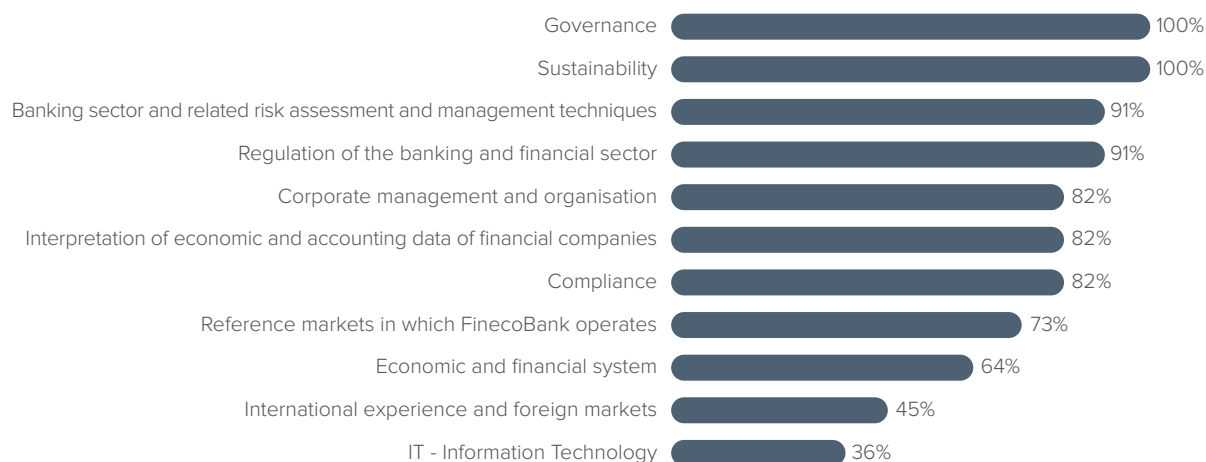 Governance 100%
Sustainability 100%
Banking sector and related risk assessment and management techniques 91%
Regulation of the banking and financial sector 91%
Corporate management and organisation 82%
Interpretation of economic and accounting data of financial companies 82%
Compliance 82%
Reference markets in which FinecoBank operates 73%
Economic and financial system 64%
International experience and foreign markets 45%
IT - Information Technology 36%